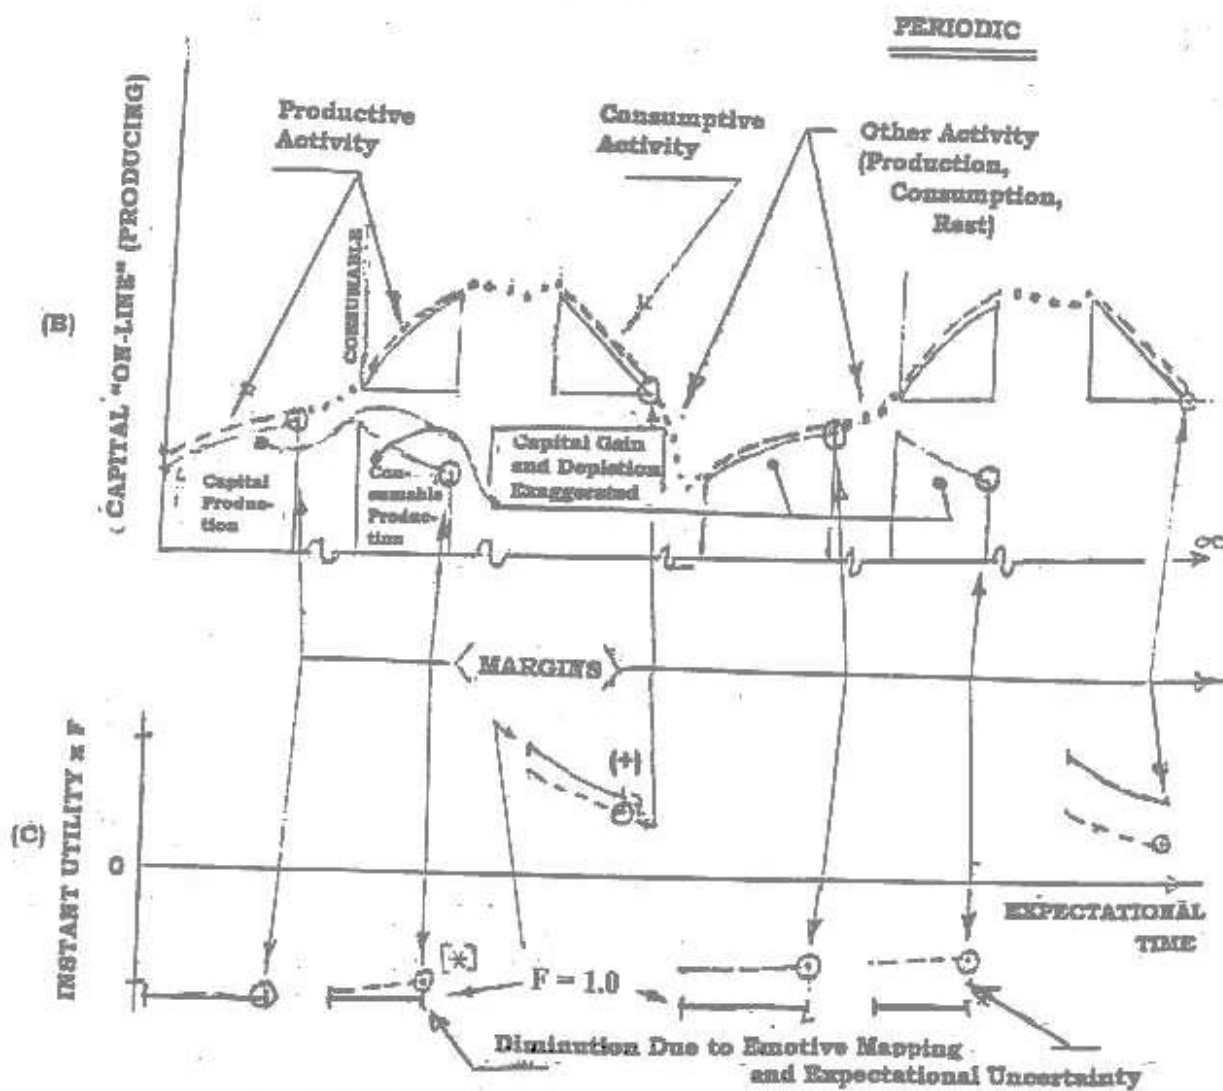 PERIODIC
(CAPITAL "ON-LINE" (PRODUCING)
Productive
Activity
Consumptive
Activity
Other Activity
(Production,
Consumption,
Rest)
CONSUMABLE
(B)
Capital
Produc-
tion
Con-
sumable
Produc-
tion
Capital Gain
and Depletion
Exaggerated
∞
MARGINS
INSTANT UTILITY x F
(+)
(C)
0
EXPECTATIONAL
TIME
[*]
F = 1.0
Diminution Due to Emotive Mapping
and Expectational Uncertainty